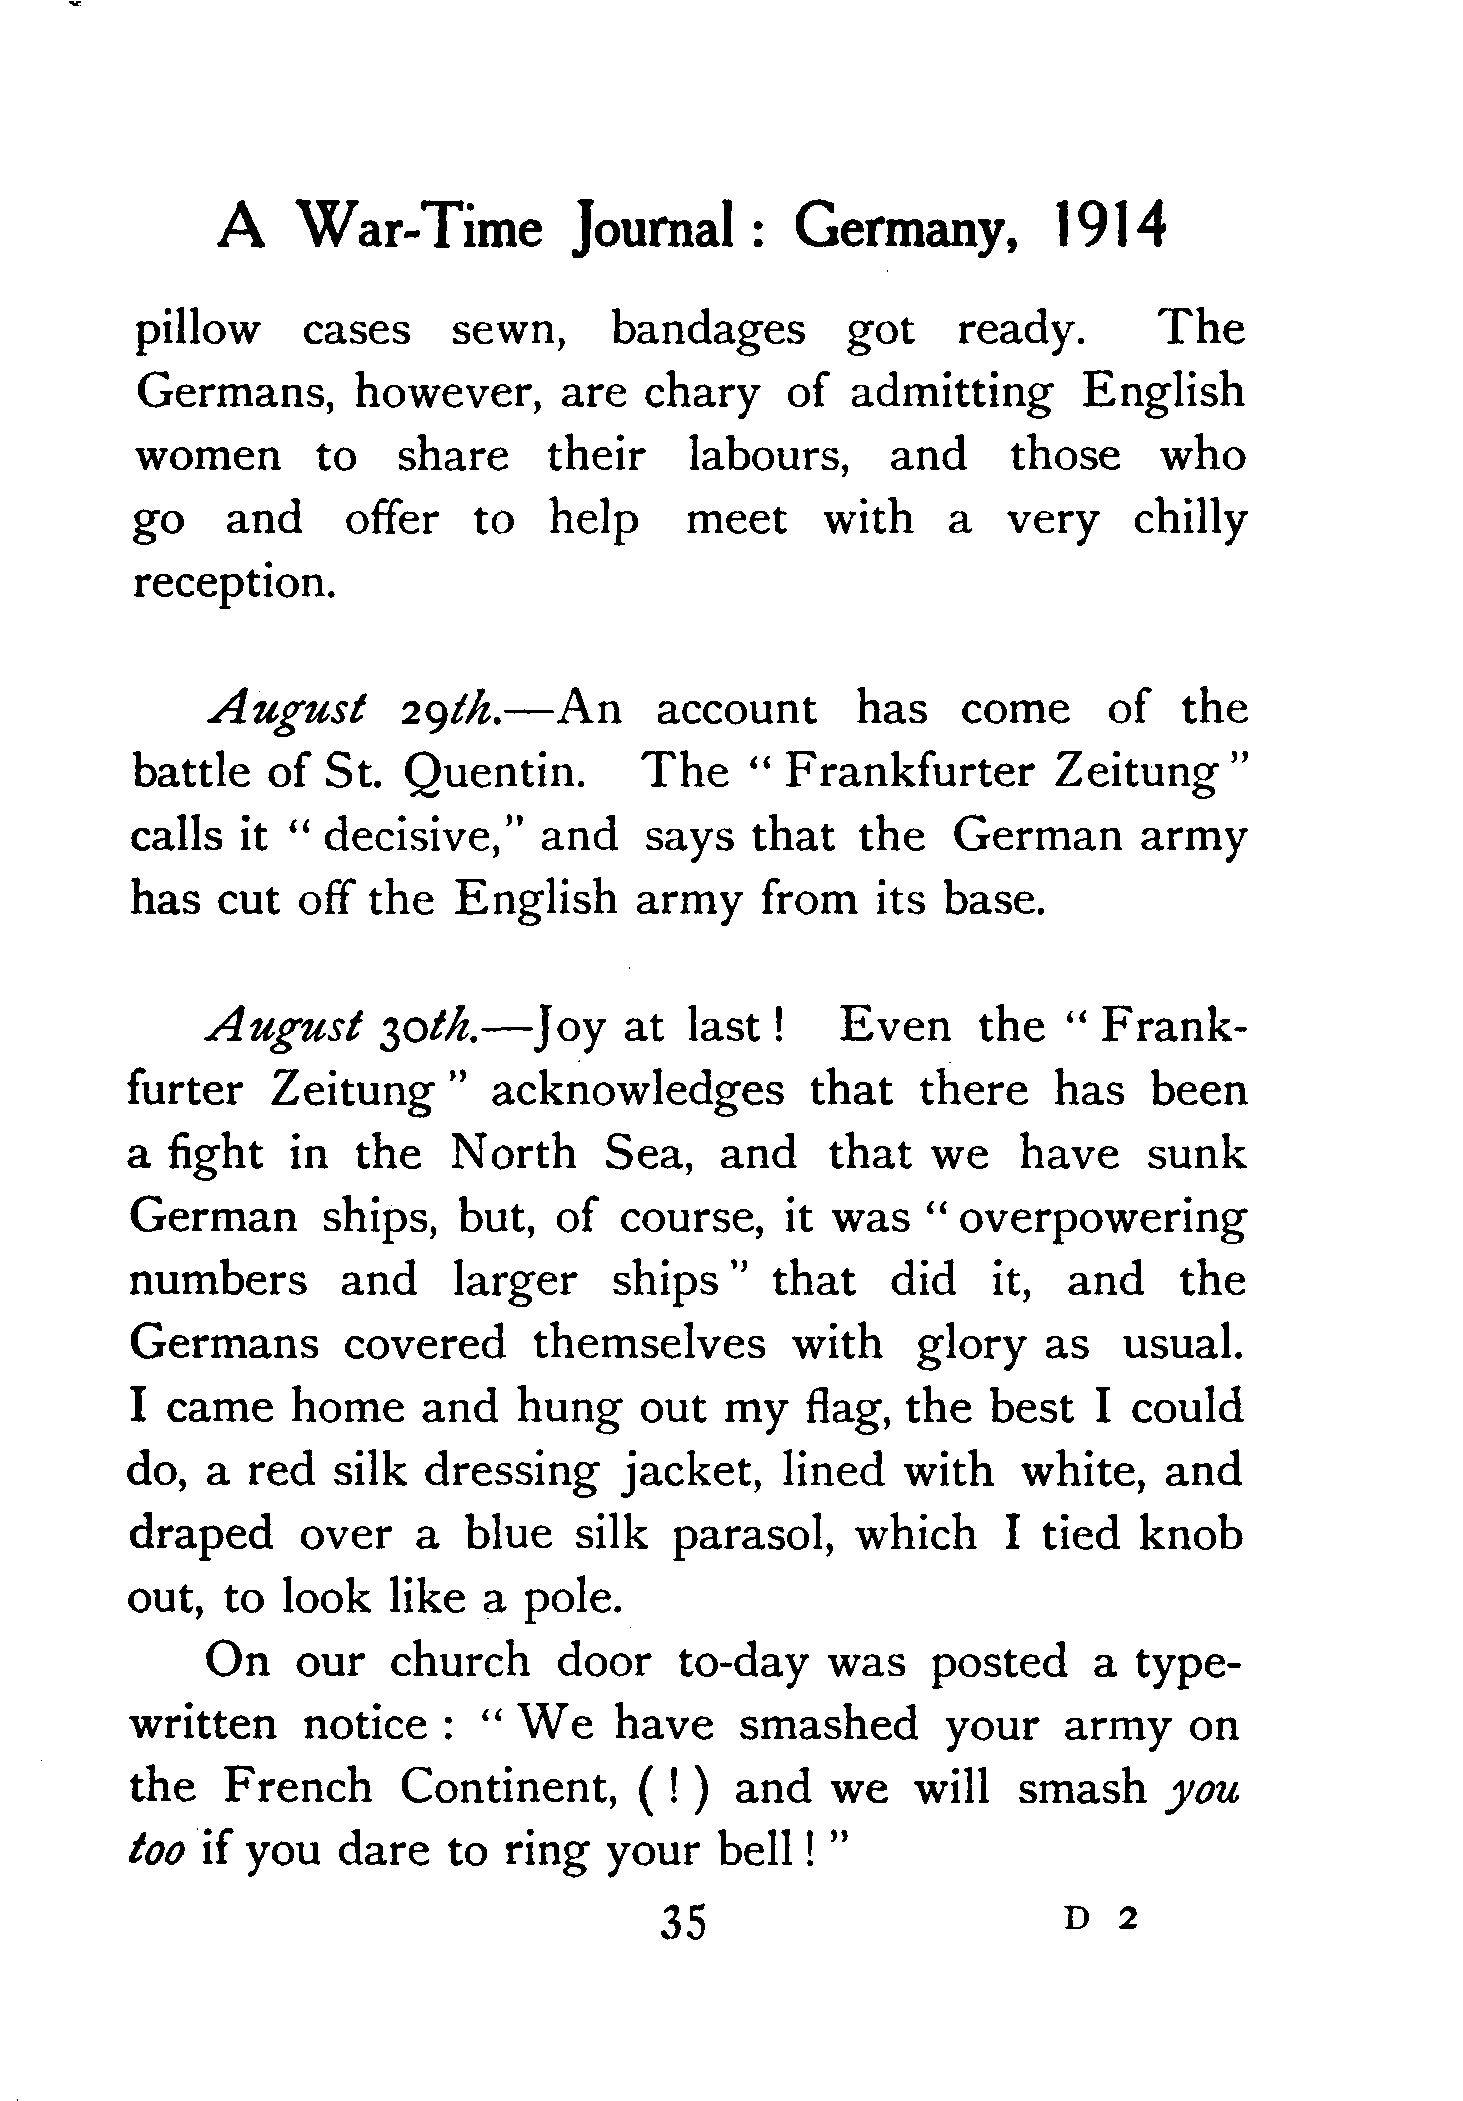 A War-Time Journal : Germany, 1914
pillow cases sewn, bandages got ready. The
Germans, however, are chary of admitting English
women to share their labours, and those who
go and offer to help meet with a very chilly
reception.
August 29th.—An account has come of the
battle of St. Quentin. The “ Frankfurter Zeitung ”
calls it “ decisive,” and says that the German army
has cut off the English army from its base.
August 30th.—Joy at last ! Even the “ Frank-
furter Zeitung ” acknowledges that there has been
a fight in the North Sea, and that we have sunk
German ships, but, of course, it was “ overpowering
numbers and larger ships ” that did it, and the
Germans covered themselves with glory as usual.
I came home and hung out my flag, the best I could
do, a red silk dressing jacket, lined with white, and
draped over a blue silk parasol, which I tied knob
out, to look like a pole.
On our church door to-day was posted a type-
written notice : “ We have smashed your army on
the French Continent, ( ! ) and we will smash you
too if you dare to ring your bell ! ”
35 D 2